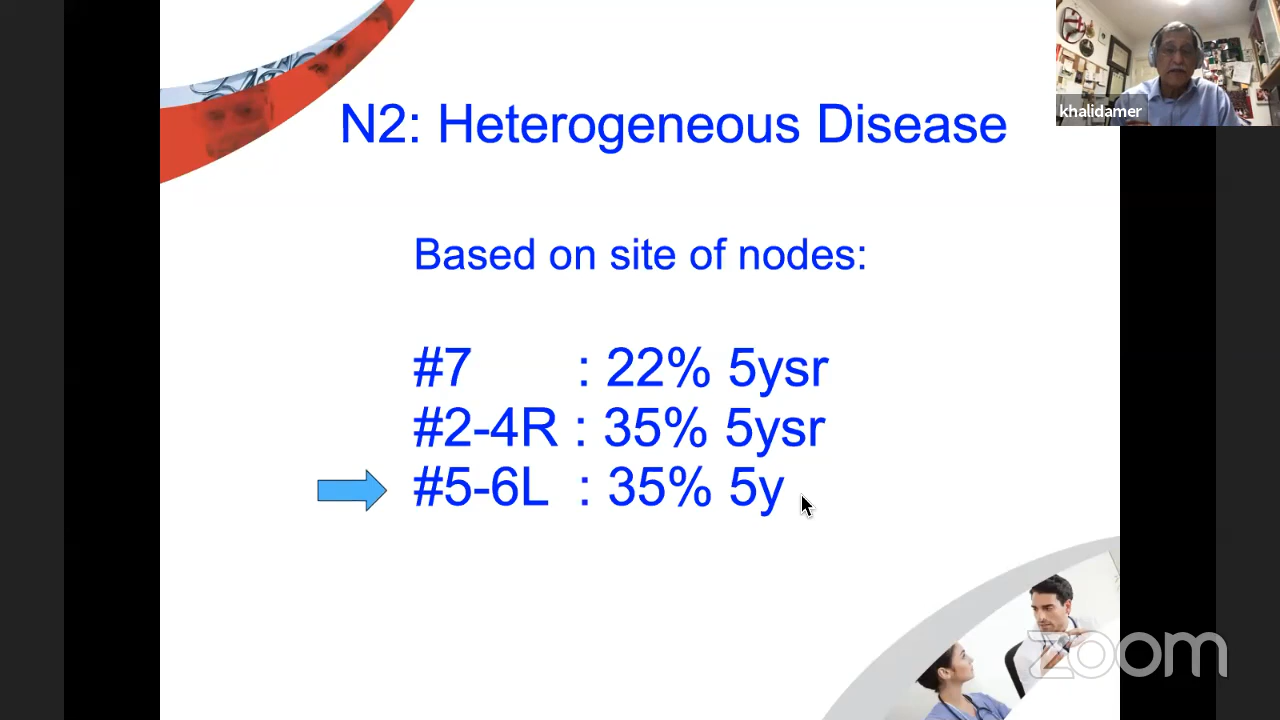 khalidamer
N2: Heterogeneous Disease
Based on site of nodes:
#7 : 22% 5ysr
#2-4R : 35% 5ysr
#5-6L : 35% 5y
zoom